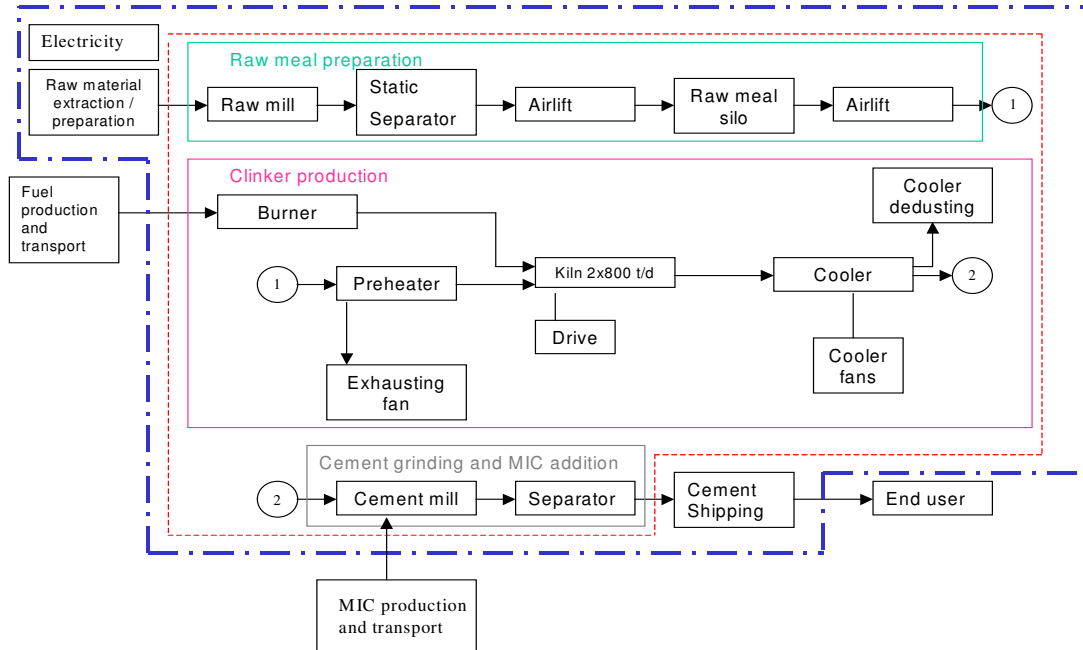 Electricity
Raw material
extraction /
preparation
Raw meal preparation
Raw mill
Static
Separator
Airlift
Raw meal
silo
Airlift
1
Fuel
production
and
transport
Clinker production
Burner
Cooler
dedusting
1
Preheater
Kiln 2x800 t/d
Cooler
2
Drive
Exhausting
fan
Cooler
fans
Cement grinding and MIC addition
2
Cement mill
Separator
Cement
Shipping
End user
MIC production
and transport